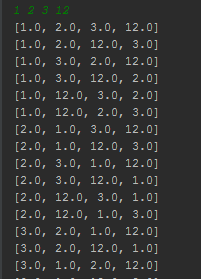 1 2 3 12
[1.0, 2.0, 3.0, 12.0]
[1.0, 2.0, 12.0, 3.0]
[1.0, 3.0, 2.0, 12.0]
[1.0, 3.0, 12.0, 2.0]
[1.0, 12.0, 3.0, 2.0]
[1.0, 12.0, 2.0, 3.0]
[2.0, 1.0, 3.0, 12.0]
[2.0, 1.0, 12.0, 3.0]
[2.0, 3.0, 1.0, 12.0]
[2.0, 3.0, 12.0, 1.0]
[2.0, 12.0, 3.0, 1.0]
[2.0, 12.0, 1.0, 3.0]
[3.0, 2.0, 1.0, 12.0]
[3.0, 2.0, 12.0, 1.0]
[3.0, 1.0, 2.0, 12.0]